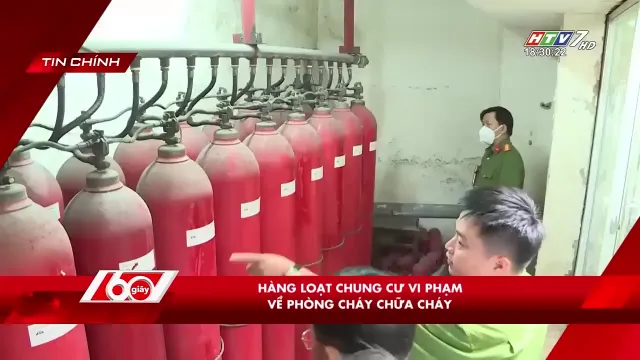 TIN CHÍNH
HTV7 HD
18:30:22
60 giây
HÀNG LOẠT CHUNG CƯ VI PHẠM
VỀ PHÒNG CHÁY CHỮA CHÁY